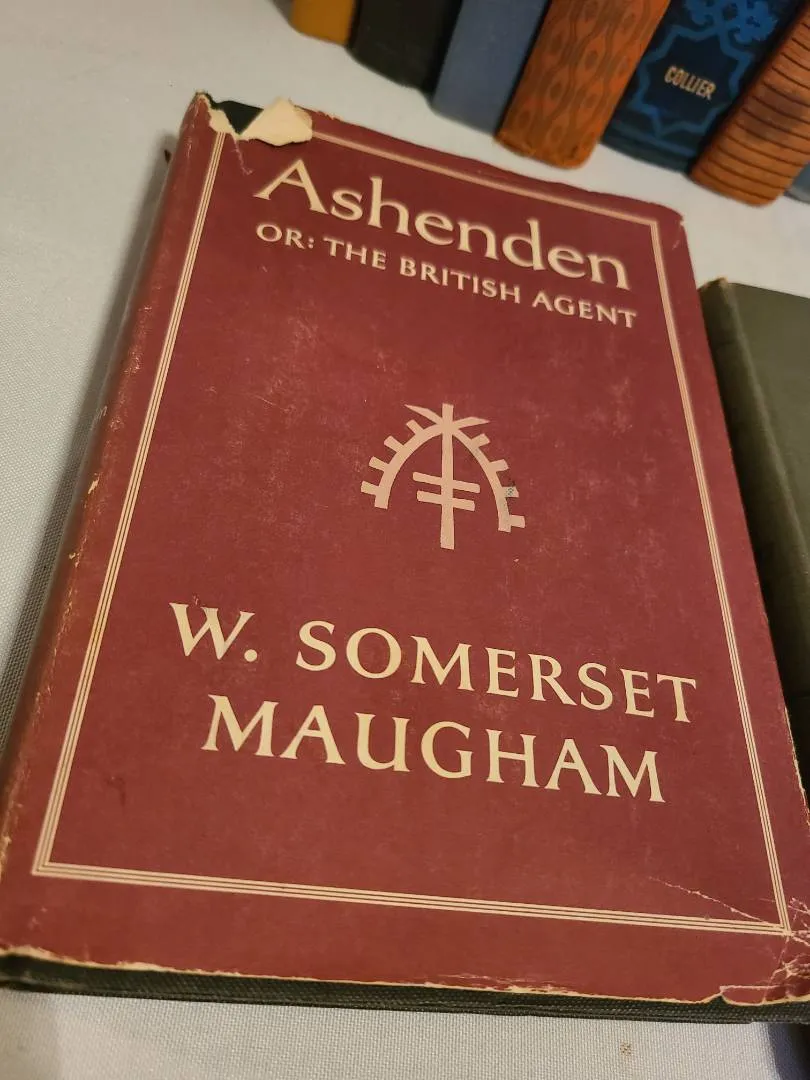 COLLIER
Ashenden
OR: THE BRITISH AGENT
W. SOMERSET
MAUGHAM